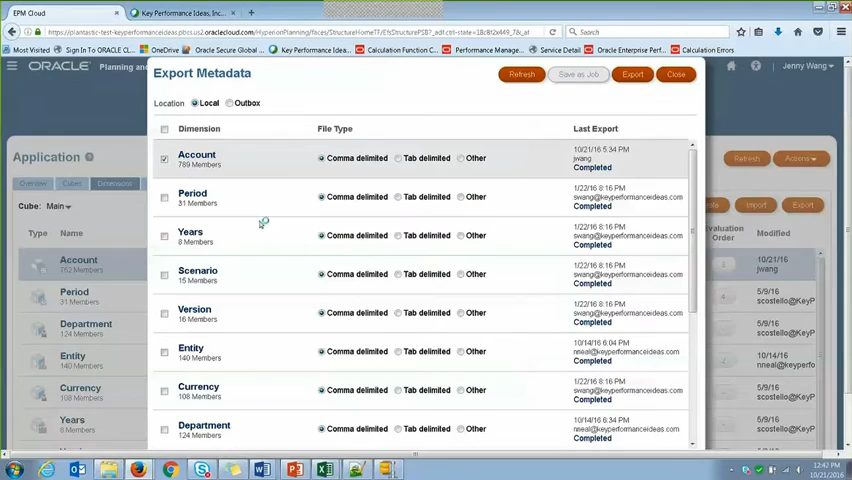 EPM Cloud
Key Performance Ideas, Inc...
Search
Most Visited
Sign In To ORACLE CL...
OneDrive
Oracle Secure Global ...
Key Performance Idea...
Calculation Function C...
Performance Manage...
Service Detail
Oracle Enterprise Perf...
Calculation Errors
ORACLE
Planning and
Jenny Wang
Export Metadata
Refresh
Save as Job
Export
Close
Location
Local
Outbox
Dimension
File Type
Last Export
Account
789 Members
Comma delimited
Tab delimited
Other
10/21/16 5:34 PM
jwang
Completed
Period
31 Members
Comma delimited
Tab delimited
Other
1/22/16 8:16 PM
swang@keyperformanceideas.com
Completed
Years
8 Members
Comma delimited
Tab delimited
Other
1/22/16 8:16 PM
swang@keyperformanceideas.com
Completed
Scenario
15 Members
Comma delimited
Tab delimited
Other
1/22/16 8:16 PM
swang@keyperformanceideas.com
Completed
Version
16 Members
Comma delimited
Tab delimited
Other
1/22/16 8:16 PM
swang@keyperformanceideas.com
Completed
Entity
140 Members
Comma delimited
Tab delimited
Other
10/14/16 6:04 PM
nneal@keyperformanceideas.com
Completed
Currency
108 Members
Comma delimited
Tab delimited
Other
1/22/16 8:16 PM
swang@keyperformanceideas.com
Completed
Department
124 Members
Comma delimited
Tab delimited
Other
10/14/16 6:34 PM
nneal@keyperformanceideas.com
Completed
Application
Overview
Cubes
Dimensions
Cube: Main
Type
Name
Account
762 Members
Period
31 Members
Department
124 Members
Entity
140 Members
Currency
108 Members
Years
8 Members
Refresh
Actions
Import
Export
Evaluation
Order
Modified
10/21/16
jwang
5/9/16
scostello@KeyP
5/9/16
scostello@KeyP
10/14/16
nneal@keyperfo
5/9/16
scostello@KeyP
5/9/16
scostello@KeyP
12:42 PM
10/21/2016